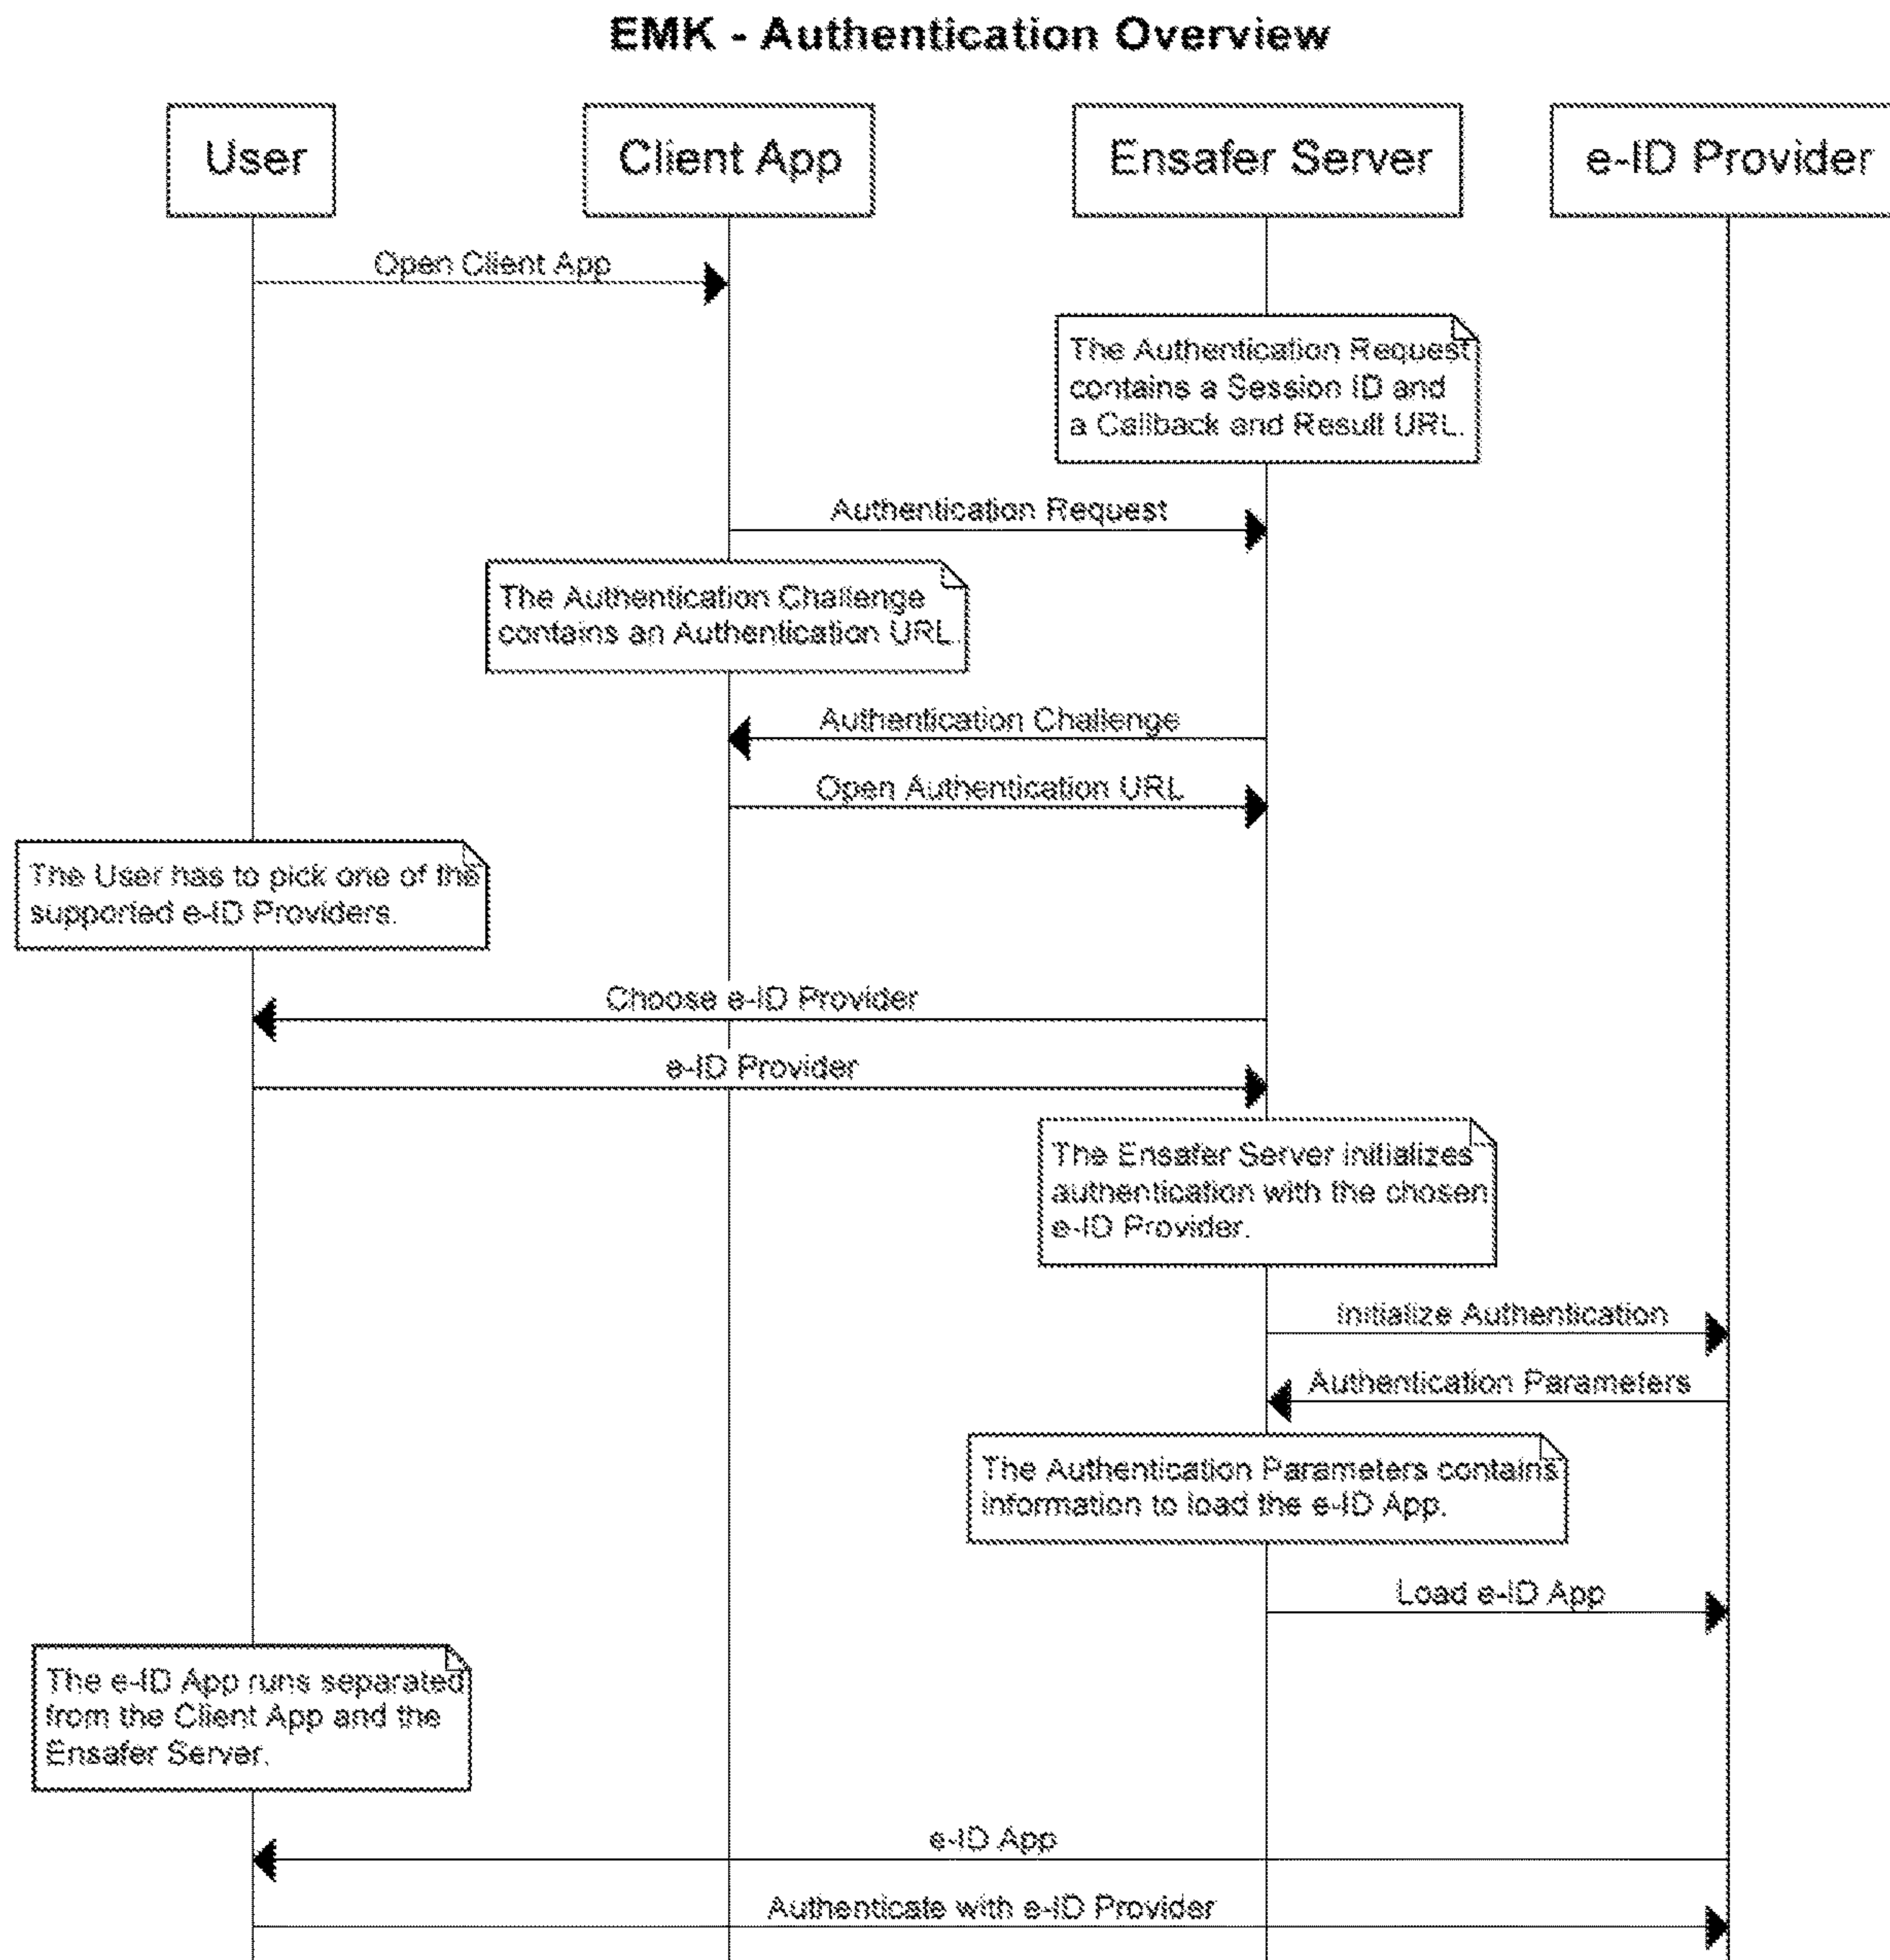 EMK - Authentication Overview
User
Client App
Ensafer Server
e-ID Provider
Open Client App
The Authentication Request
contains a Session ID and
a Callback and Result URL.
Authentication Request
The Authentication Challenge
contains an Authentication URL.
Authentication Challenge
Open Authentication URL
The User has to pick one of the
supported e-ID Providers.
Choose e-ID Provider
e-ID Provider
The Ensafer Server initializes
authentication with the chosen
e-ID Provider.
Initialize Authentication
Authentication Parameters
The Authentication Parameters contains
information to load the e-ID App.
Load e-ID App
The e-ID App runs separated
from the Client App and the
Ensafer Server.
e-ID App
Authenticate with e-ID Provider